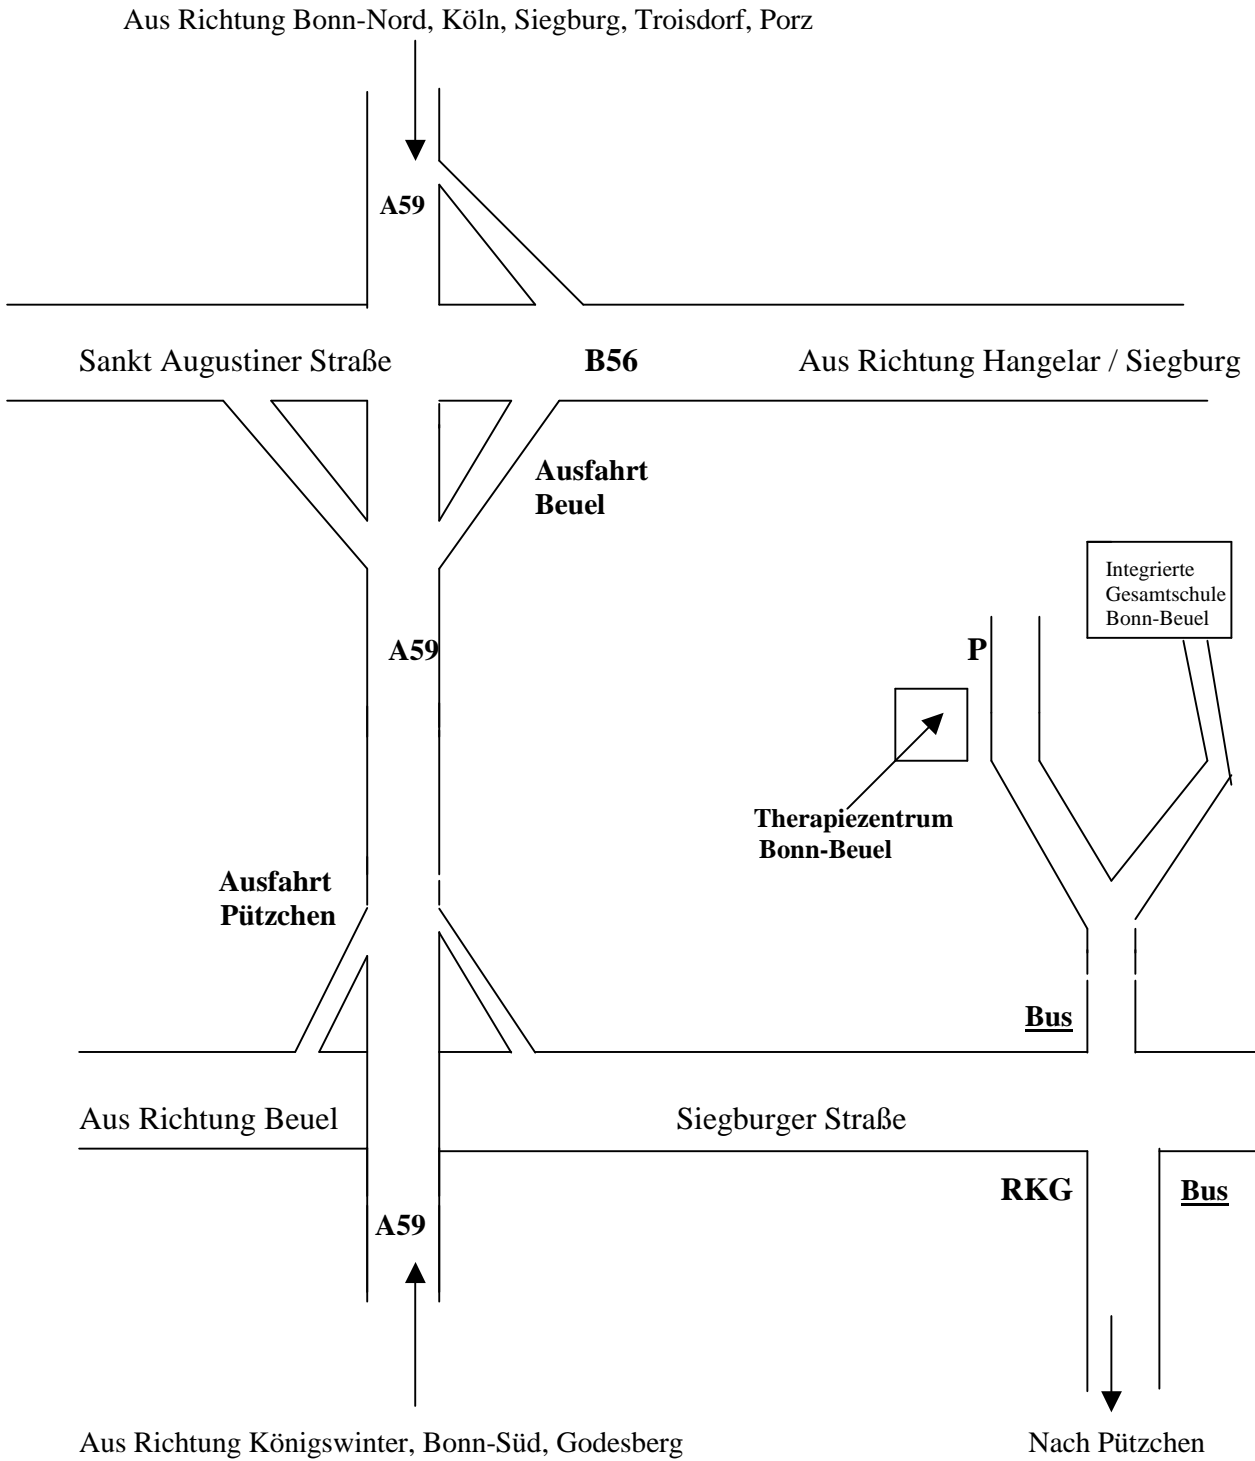 Aus Richtung Bonn-Nord, Köln, Siegburg, Troisdorf, Porz
A59
Sankt Augustiner Straße
B56
Aus Richtung Hangelar / Siegburg
Ausfahrt
Beuel
Integrierte
Gesamtschule
Bonn-Beuel
A59
P
Therapiezentrum
Bonn-Beuel
Ausfahrt
Pützchen
Bus
Aus Richtung Beuel
Siegburger Straße
RKG
Bus
A59
Aus Richtung Königswinter, Bonn-Süd, Godesberg
Nach Pützchen